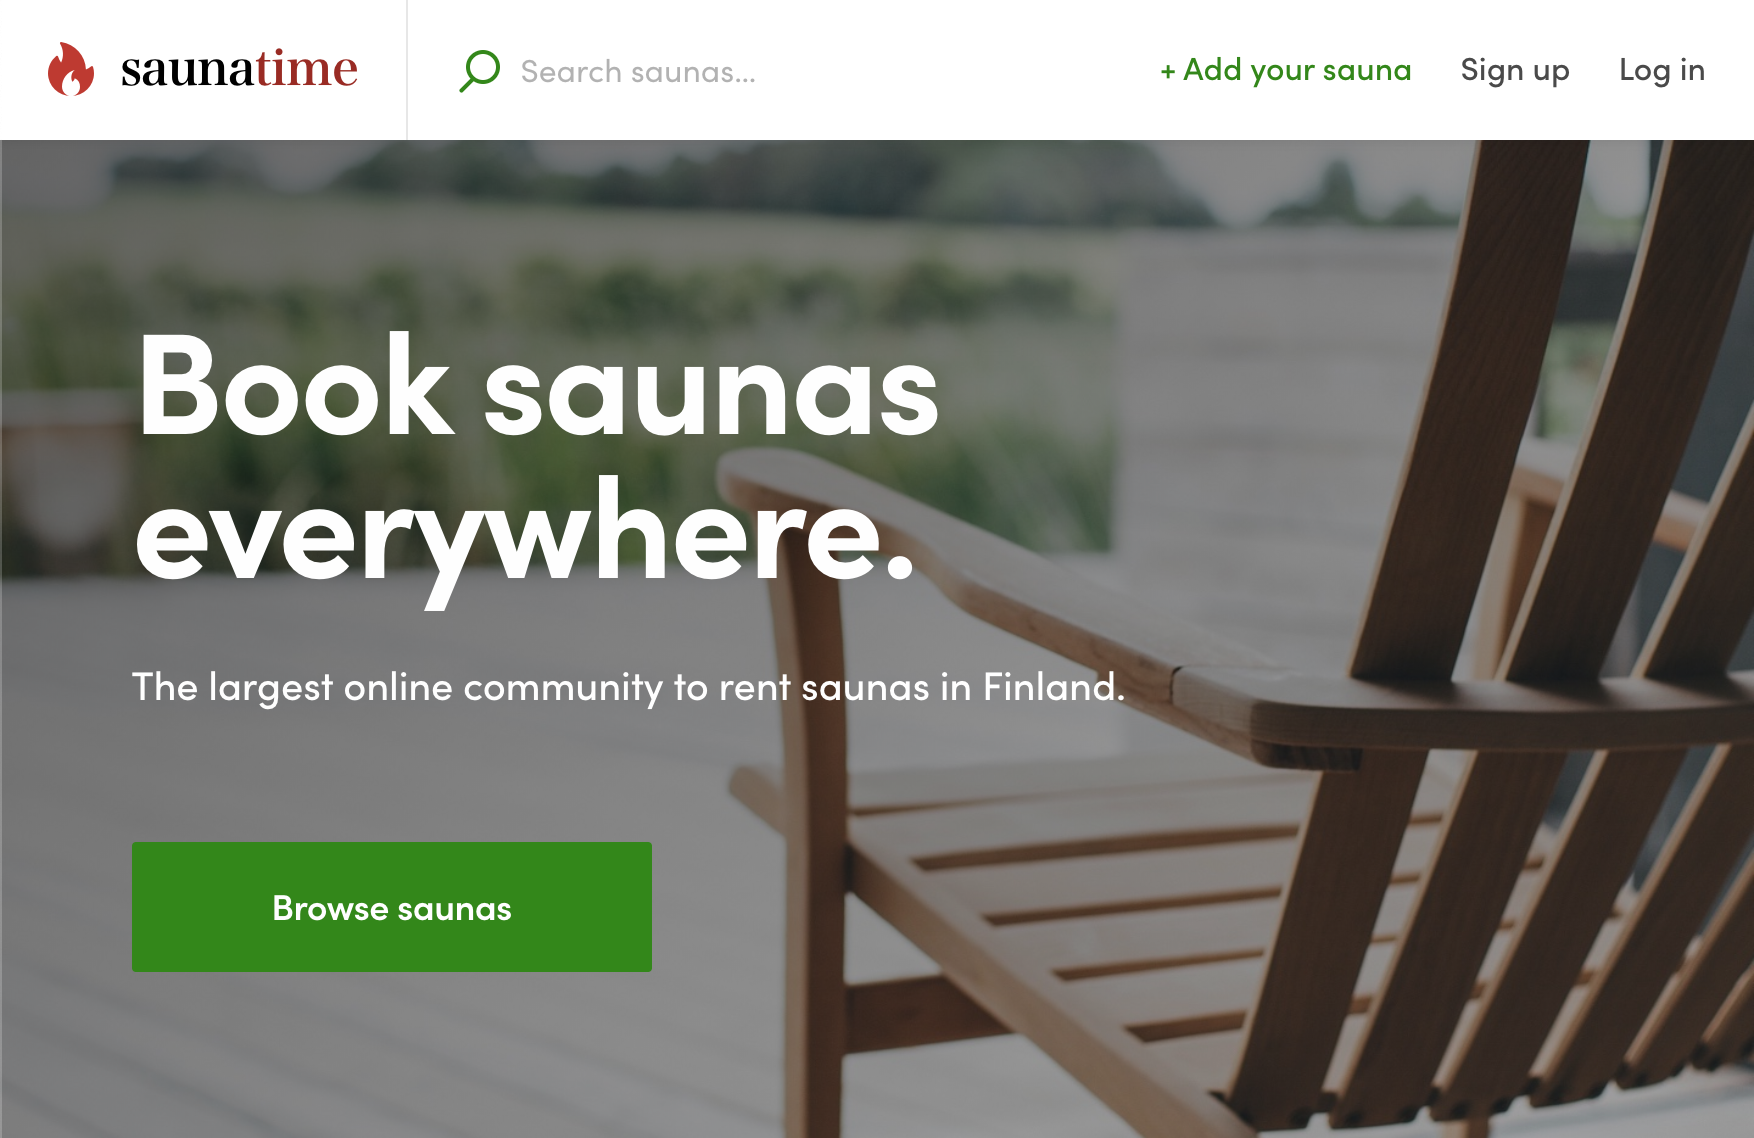 saunatime
Search saunas...
+ Add your sauna
Sign up
Log in
Book saunas
everywhere.
The largest online community to rent saunas in Finland.
Browse saunas